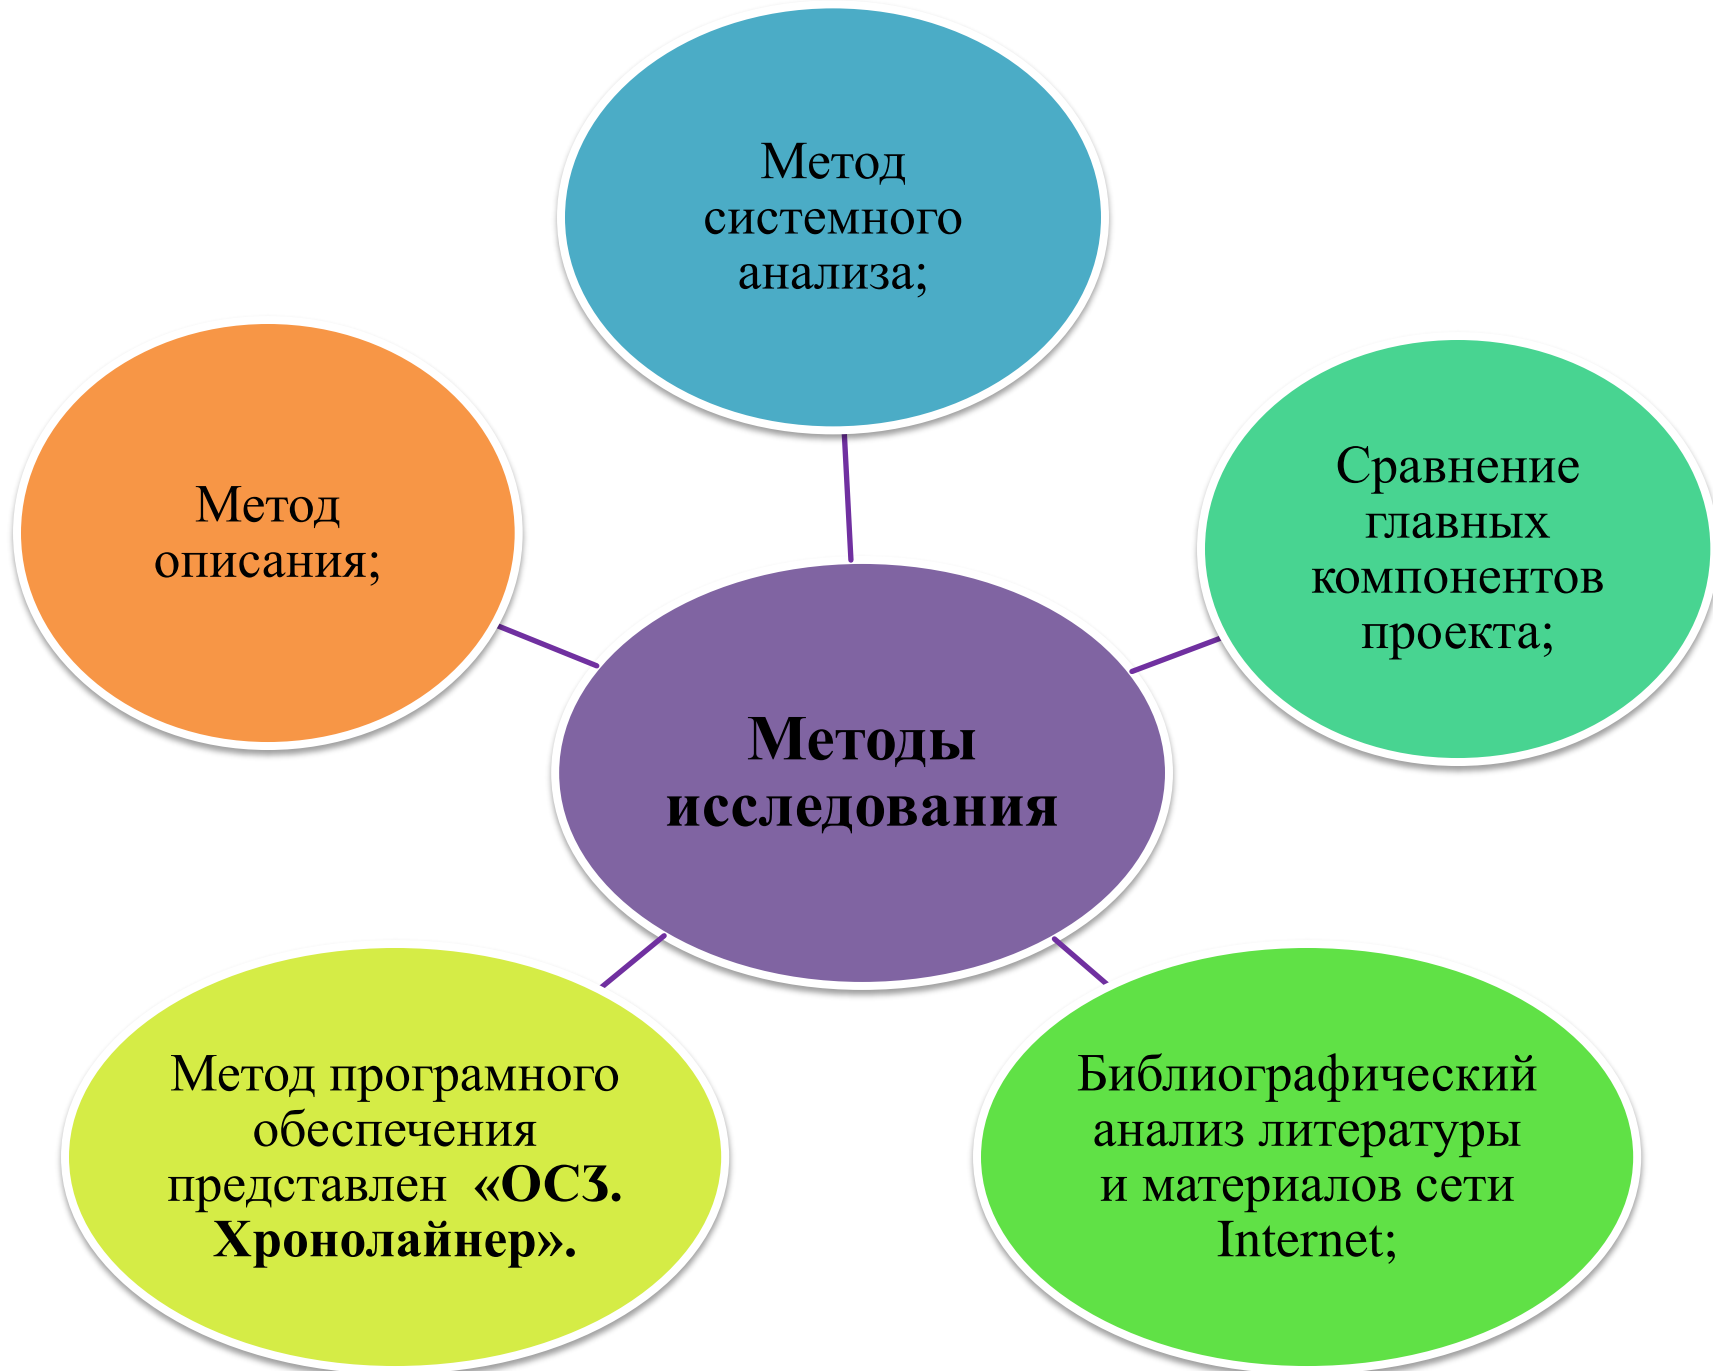 Метод
системного
анализа;
Метод
описания;
Сравнение
главных
компонентов
проекта;
Методы
исследования
Метод програмного
обеспечения
представлен «ОС3.
Хронолайнер».
Библиографический
анализ литературы
и материалов сети
Internet;